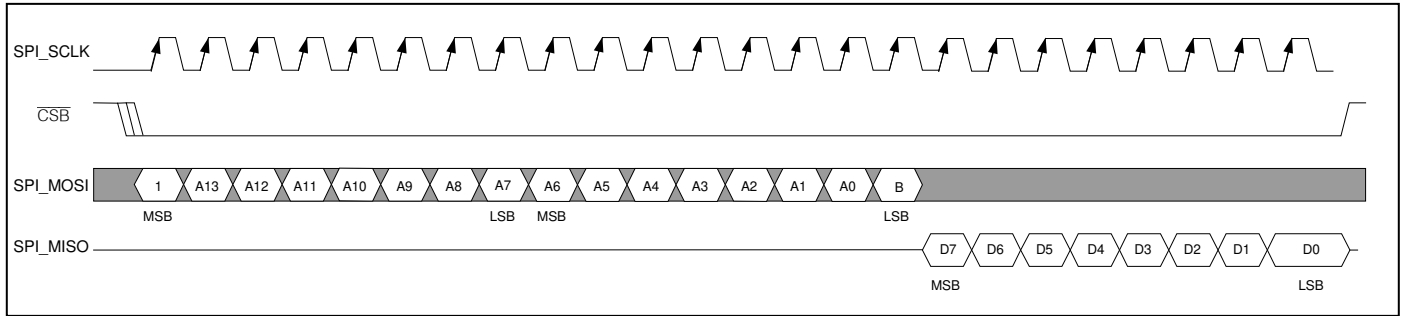 SPI_SCLK
CSB
SPI_MOSI 1 A13 A12 A11 A10 A9 A8 A7 A6 A5 A4 A3 A2 A1 A0 B
MSB LSB MSB LSB
SPI_MISO D7 D6 D5 D4 D3 D2 D1 D0
MSB LSB